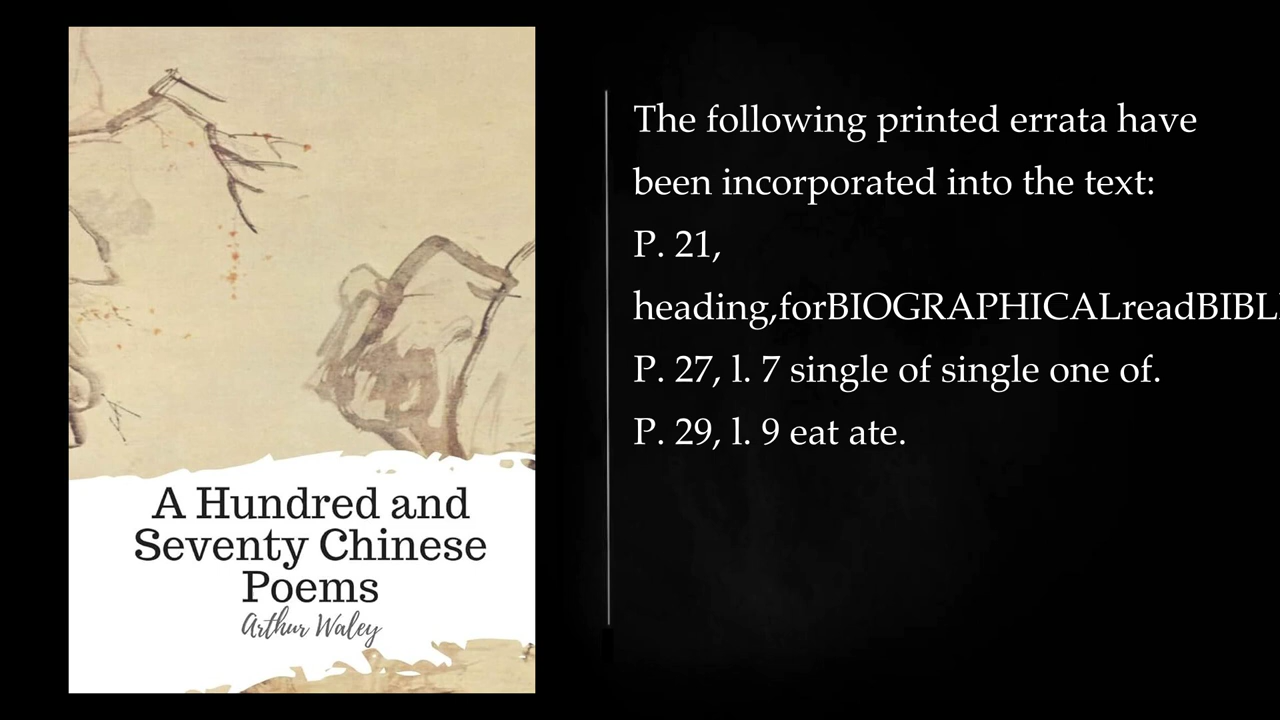 A Hundred and
Seventy Chinese
Poems
Arthur Waley
The following printed errata have
been incorporated into the text:
P. 21,
heading,forBIOGRAPHICALreadBIBL
P. 27, l. 7 single of single one of.
P. 29, l. 9 eat ate.